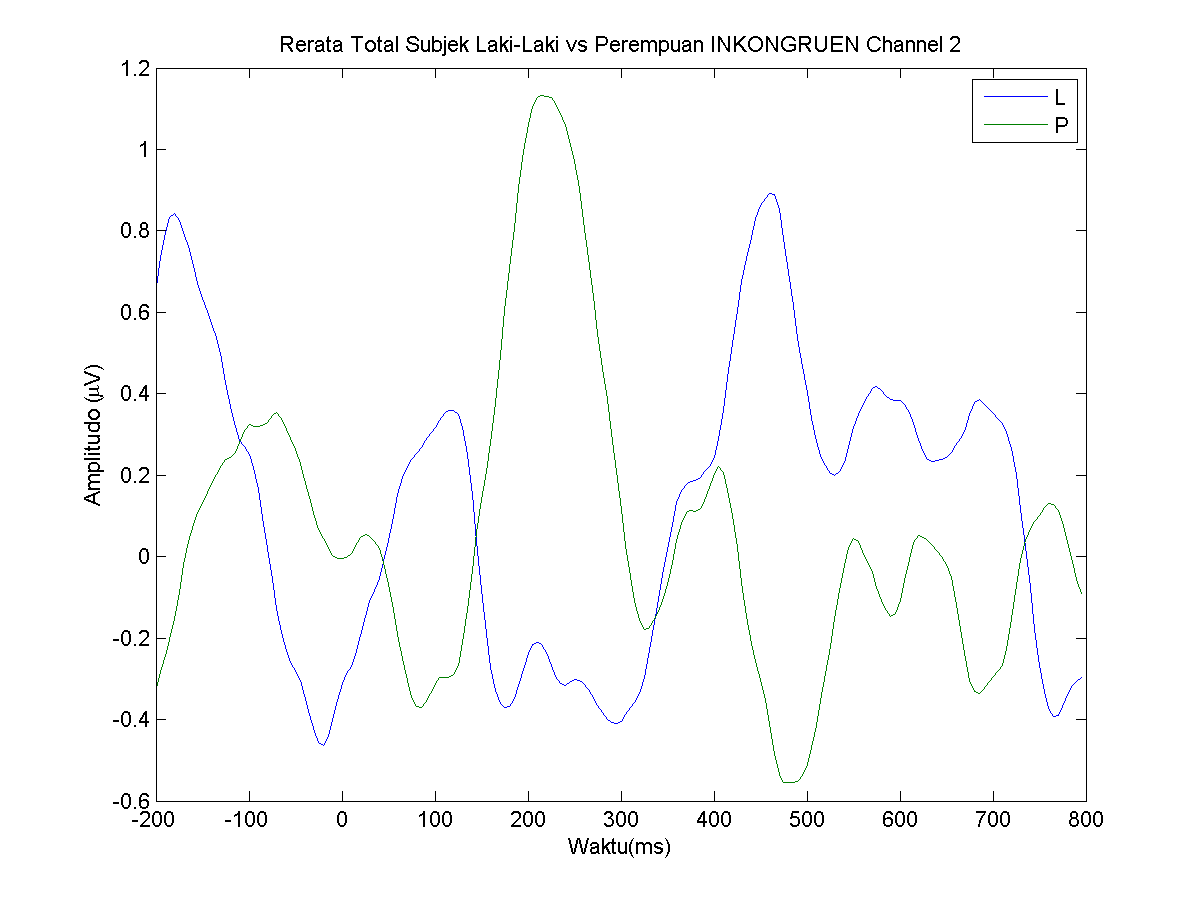 Rerata Total Subjek Laki-Laki vs Perempuan INKONGRUEN Channel 2
1.2
1
0.8
0.6
0.4
0.2
0
-0.2
-0.4
-0.6
Amplitudo (μV)
L
P
-200 -100 0 100 200 300 400 500 600 700 800
Waktu(ms)